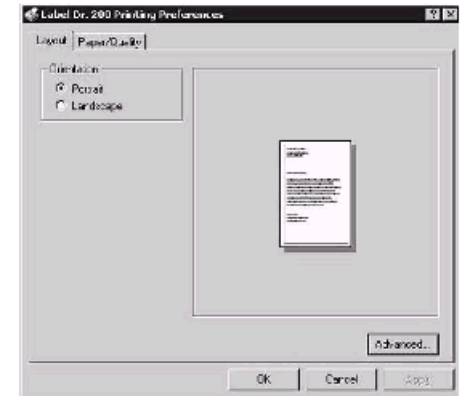 Label Dr. 200 Printing Preferences
Layout Paper/Quality
Orientation
Portrait
Landscape
Advanced...
OK Cancel Apply